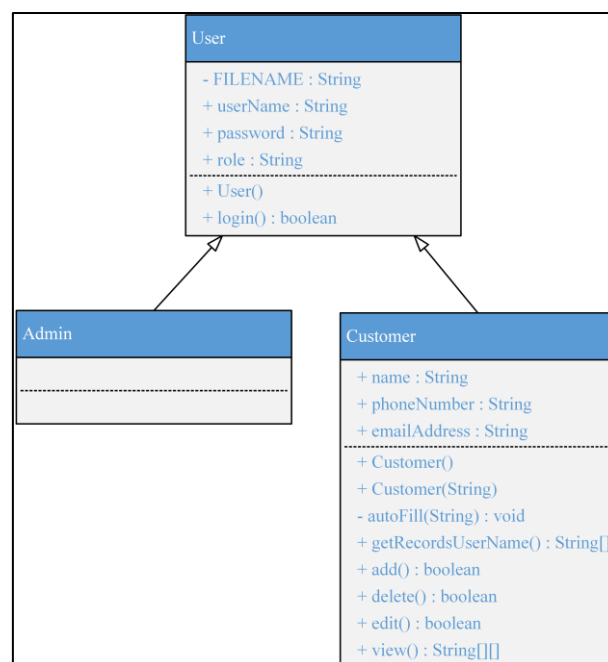 User
- FILENAME : String
+ userName : String
+ password : String
+ role : String
+ User()
+ login() : boolean
Admin
Customer
+ name : String
+ phoneNumber : String
+ emailAddress : String
+ Customer()
+ Customer(String)
- autoFill(String) : void
+ getRecordsUserName() : String[]
+ add() : boolean
+ delete() : boolean
+ edit() : boolean
+ view() : String[][]